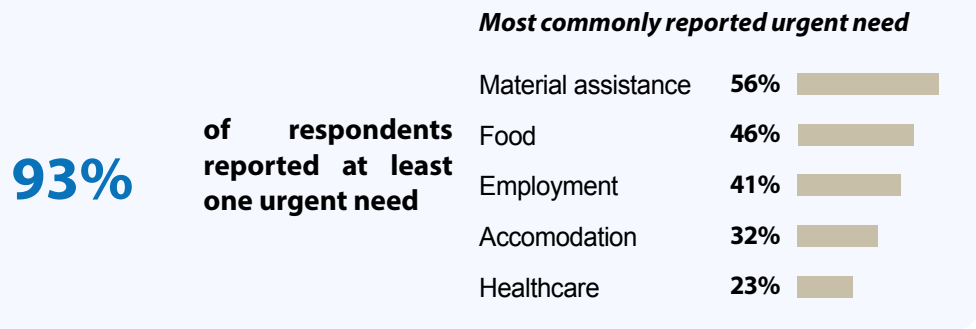 93%
of respondents
reported at least
one urgent need
Most commonly reported urgent need
Material assistance 56%
Food 46%
Employment 41%
Accomodation 32%
Healthcare 23%